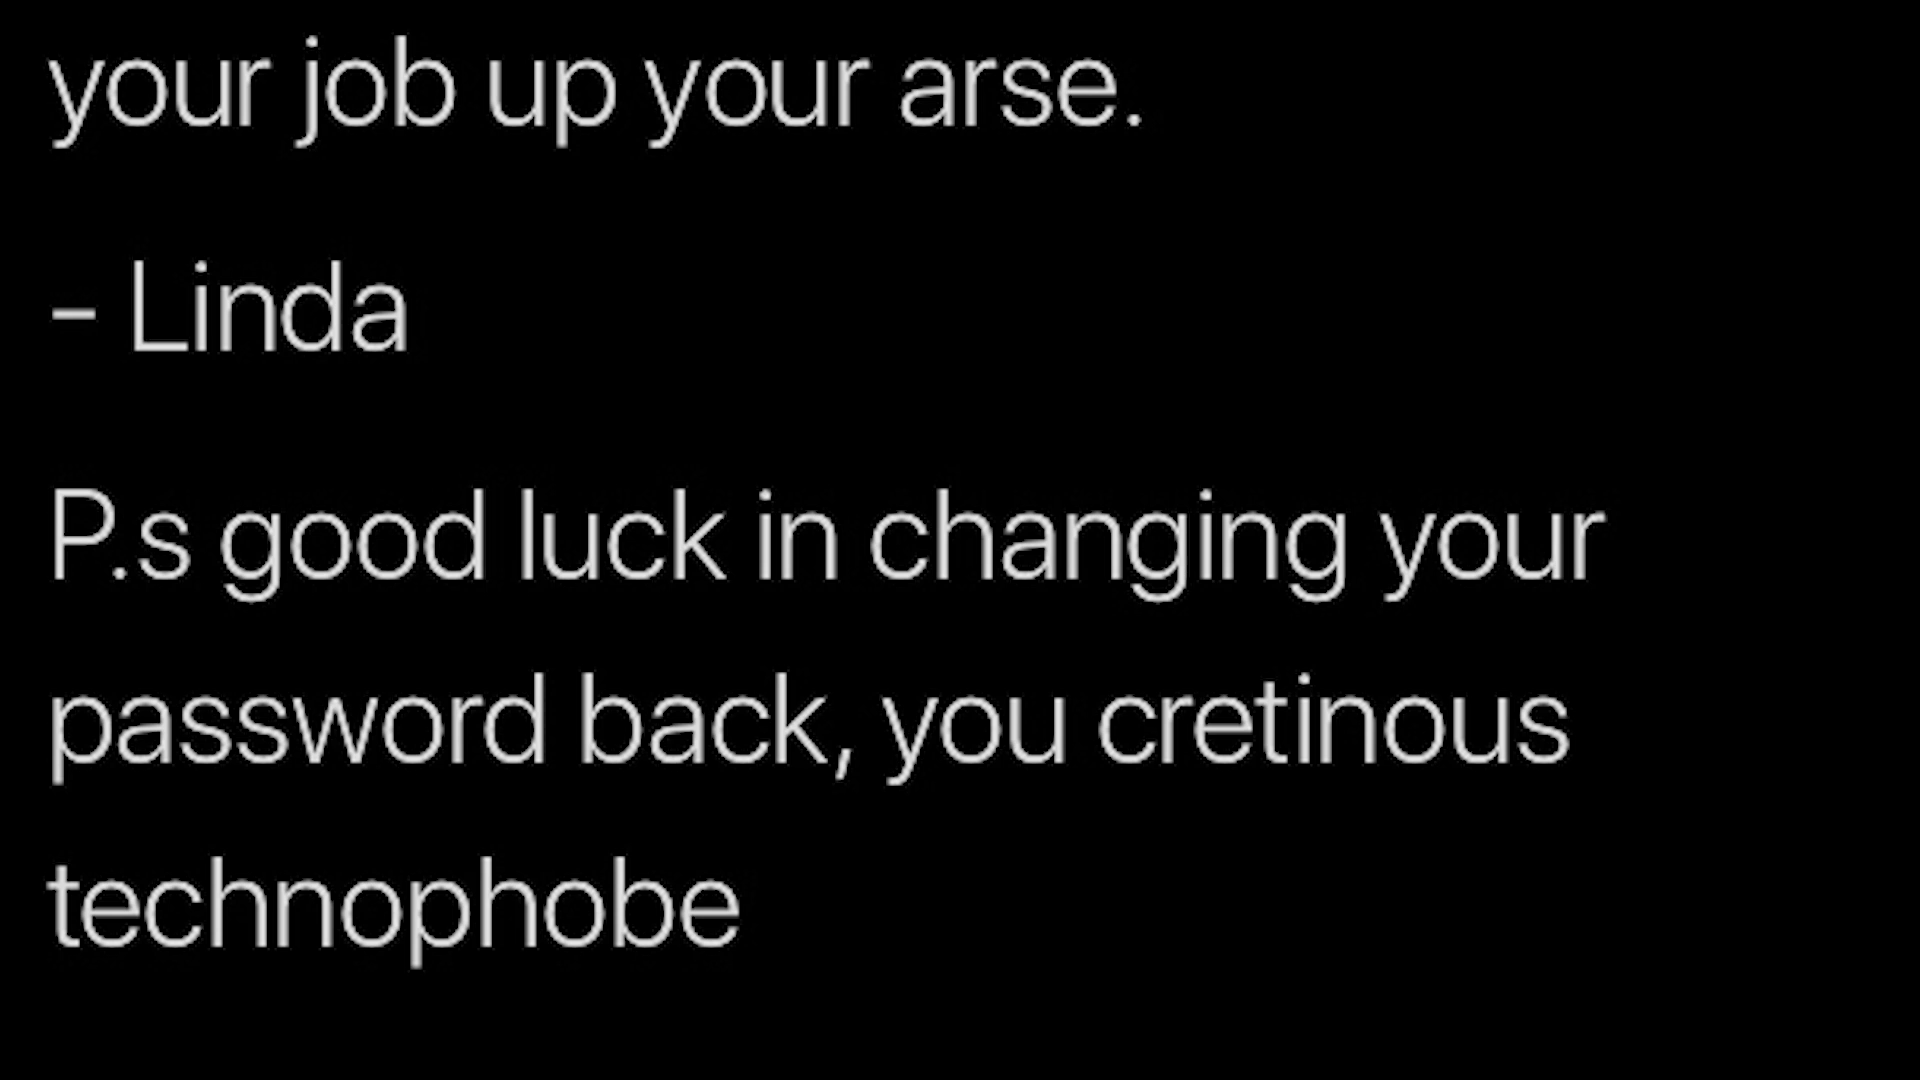 your job up your arse.
- Linda
P.s good luck in changing your
password back, you cretinous
technophobe